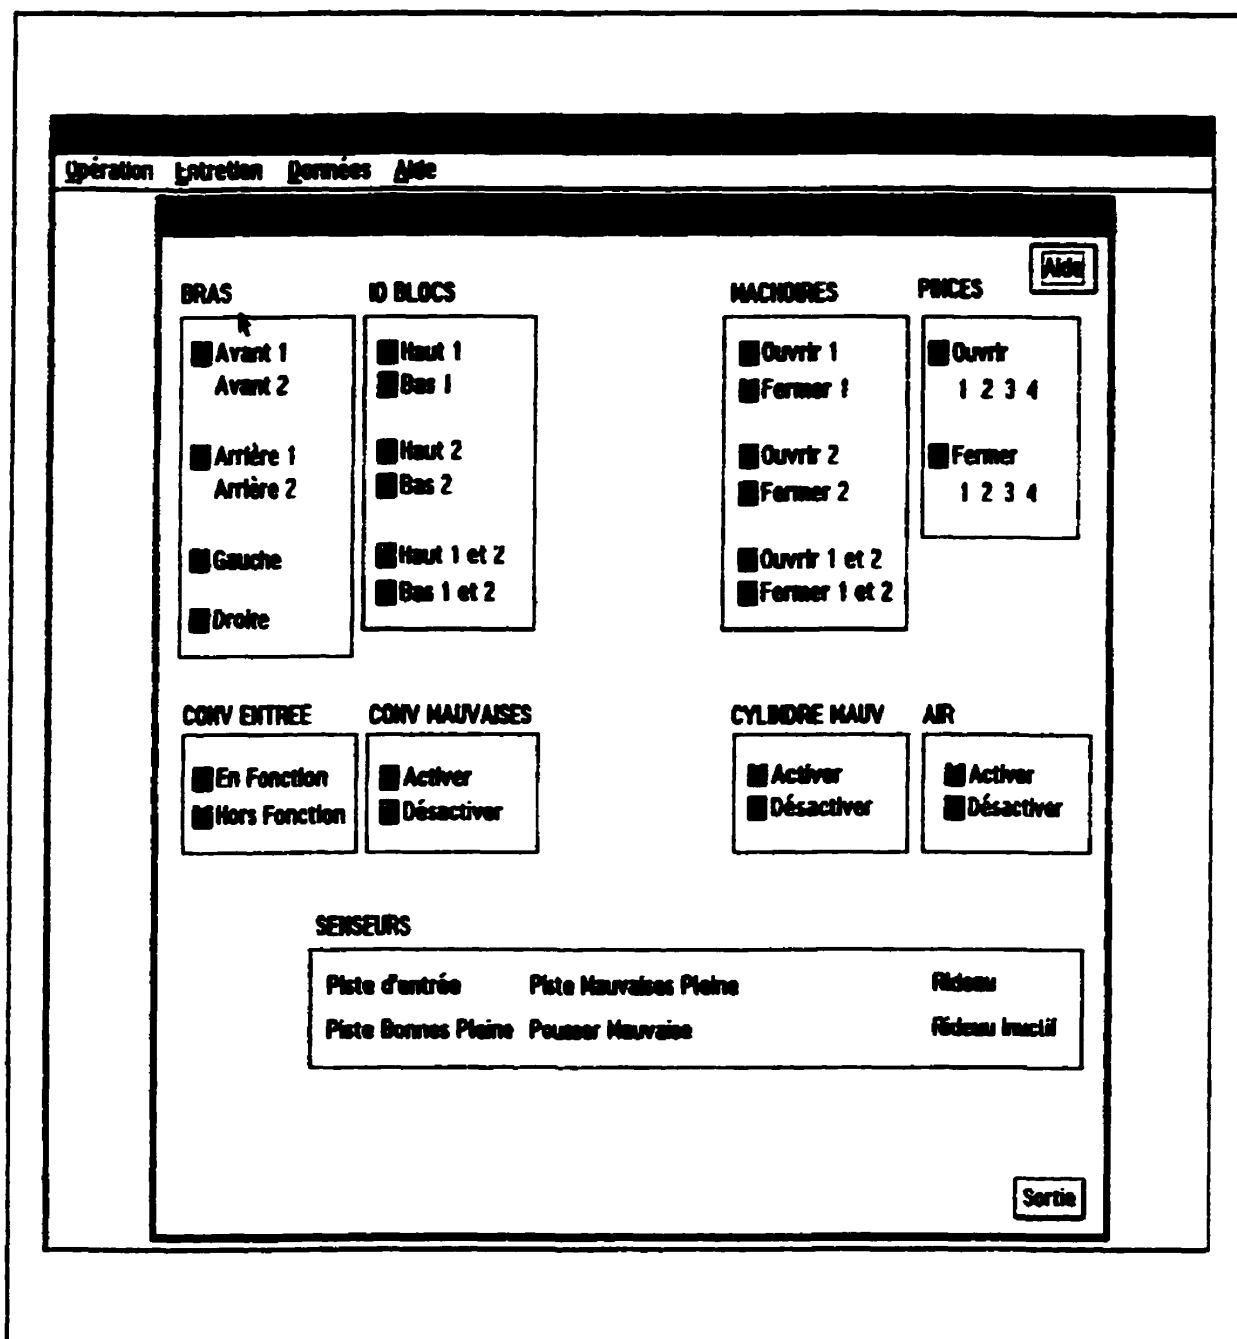 Opération Entretien Données Aide
Aide
BRAS
Avant 1
Avant 2
Arrière 1
Arrière 2
Gauche
Droite
IO BLOCS
Haut 1
Bas 1
Haut 2
Bas 2
Haut 1 et 2
Bas 1 et 2
MACHOIRES
Ouvrir 1
Fermer 1
Ouvrir 2
Fermer 2
Ouvrir 1 et 2
Fermer 1 et 2
PINCES
Ouvrir
1 2 3 4
Fermer
1 2 3 4
CONV ENTREE
En Fonction
Hors Fonction
CONV MAUVAISES
Activer
Désactiver
CYLINDRE MAUV
Activer
Désactiver
AIR
Activer
Désactiver
SENSEURS
Piste d'entrée Piste Mauvaises Pleine Rideau
Piste Bonnes Pleine Pousser Mauvaise Rideau Inactif
Sortie